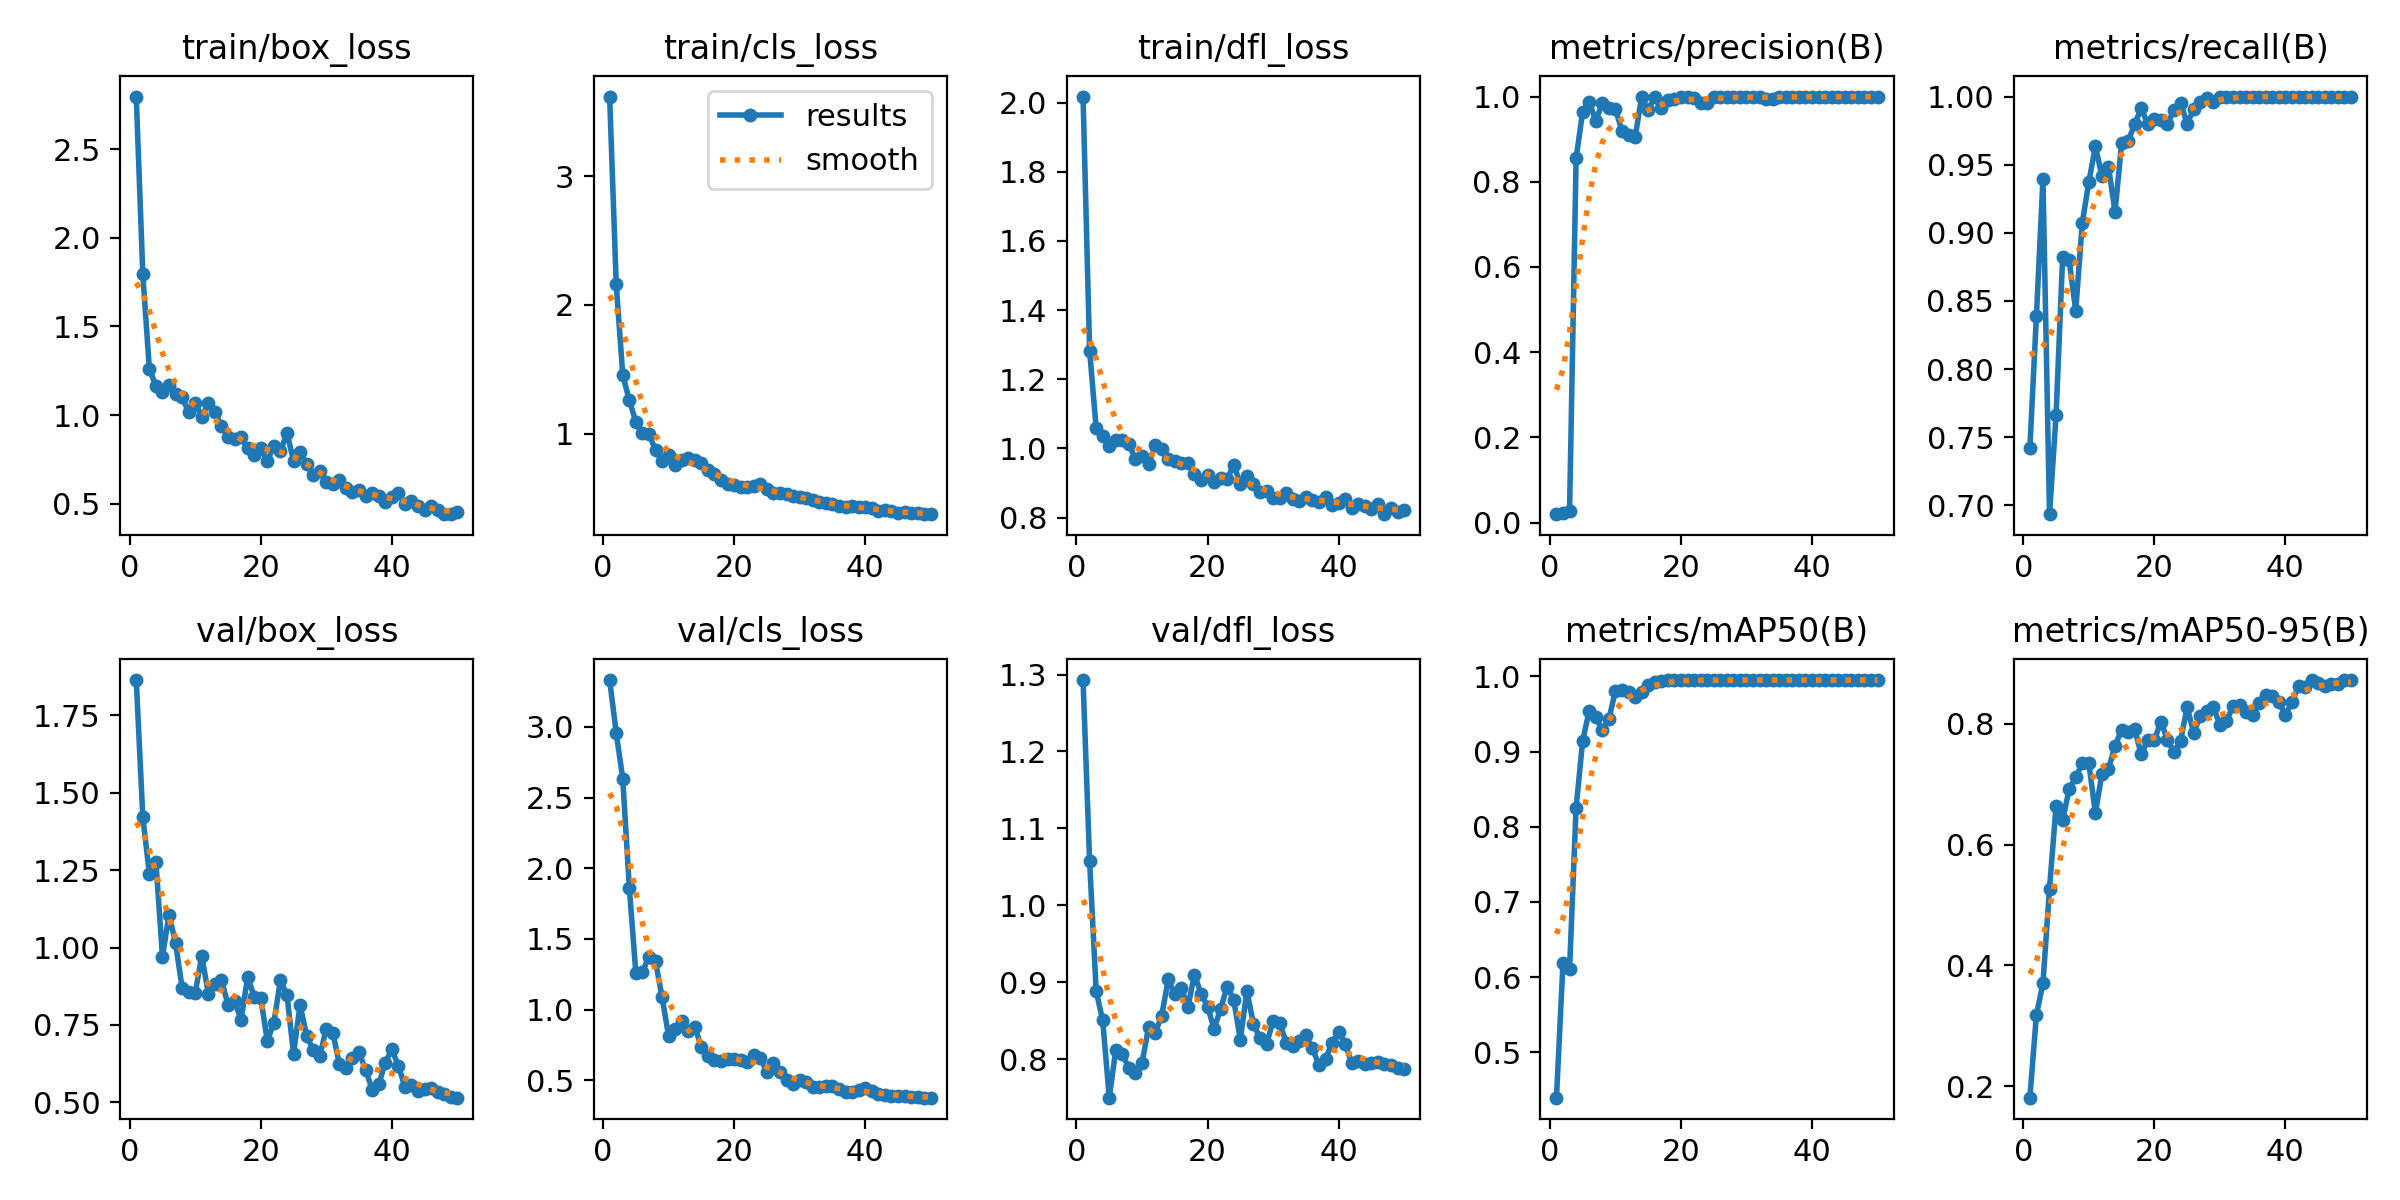 train/box_loss
2.5
2.0
1.5
1.0
0.5
0 20 40
train/cls_loss
results
smooth
3
2
1
0 20 40
train/dfl_loss
2.0
1.8
1.6
1.4
1.2
1.0
0.8
0 20 40
metrics/precision(B)
1.0
0.8
0.6
0.4
0.2
0.0
0 20 40
metrics/recall(B)
1.00
0.95
0.90
0.85
0.80
0.75
0.70
0 20 40
val/box_loss
1.75
1.50
1.25
1.00
0.75
0.50
0 20 40
val/cls_loss
3.0
2.5
2.0
1.5
1.0
0.5
0 20 40
val/dfl_loss
1.3
1.2
1.1
1.0
0.9
0.8
0 20 40
metrics/mAP50(B)
1.0
0.9
0.8
0.7
0.6
0.5
0 20 40
metrics/mAP50-95(B)
0.8
0.6
0.4
0.2
0 20 40